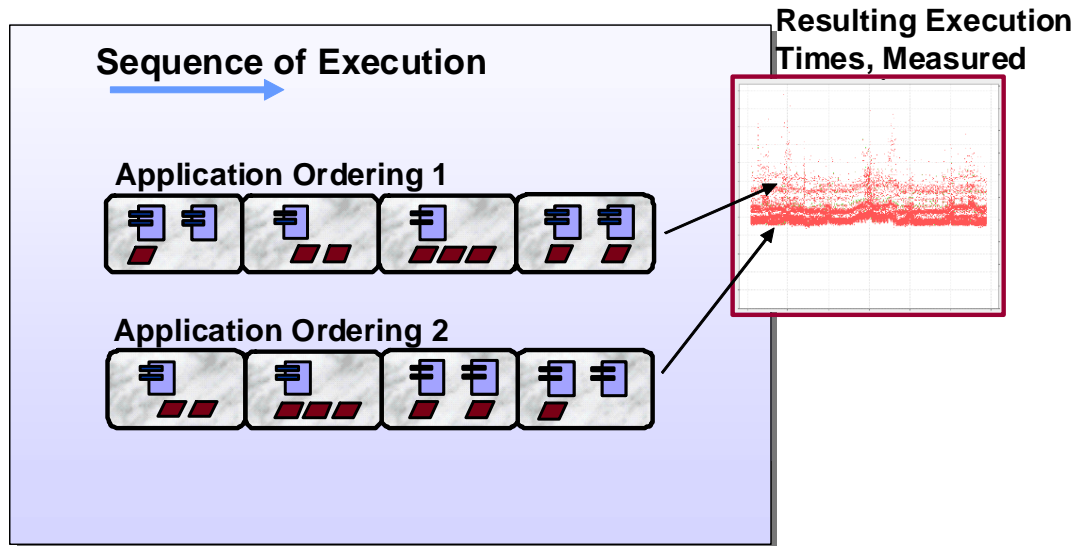 Resulting Execution
Times, Measured
Sequence of Execution
Application Ordering 1
Application Ordering 2